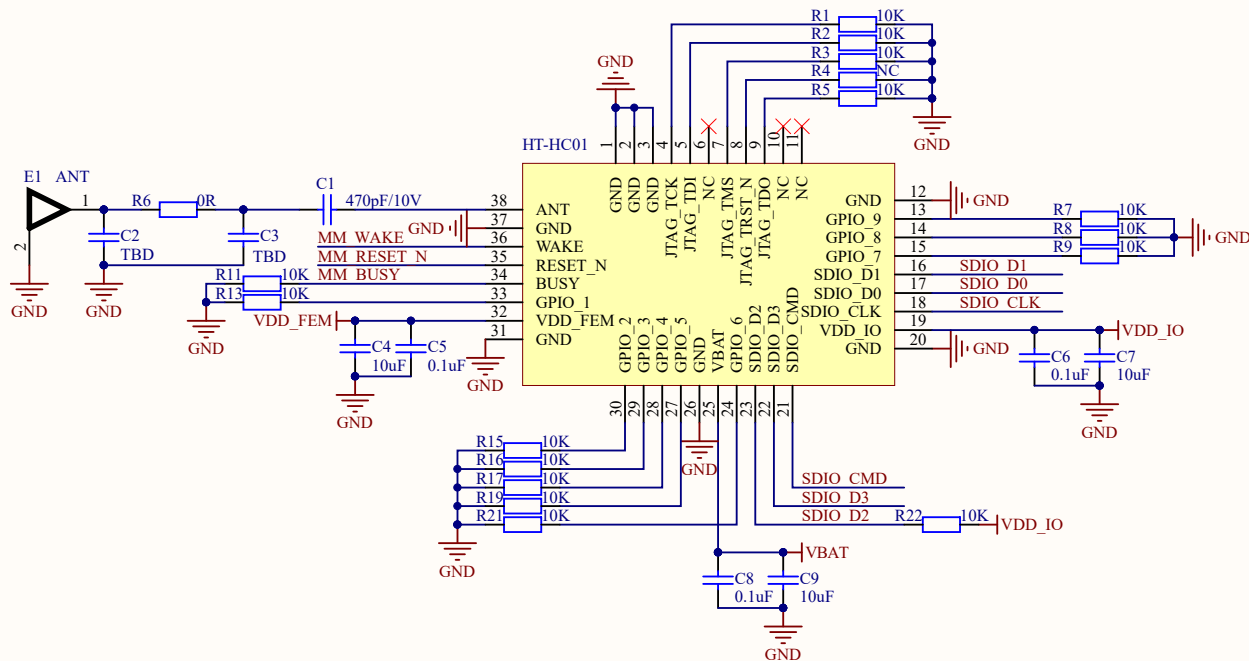 R1 10K
R2 10K
R3 10K
R4 NC
R5 10K
GND
GND
HT-HC01
1 2 3 4 5 6 7 8 9 10 11
GND GND GND JTAG_TCK JTAG_TDI NC JTAG_TMS JTAG_TRST_N JTAG_TDO NC NC
E1 ANT
1
2
GND
R6 0R
C1
470pF/10V
C2
TBD
GND
C3
TBD
38 ANT
GND 37 GND
MM_WAKE 36 WAKE
MM_RESET_N 35 RESET_N
MM_BUSY 34 BUSY
R11 10K
R13 10K
GND
33 GPIO_1
VDD_FEM 32 VDD_FEM
31 GND
GND
C4
10uF
C5
0.1uF
GND
GND 12 GND
GPIO_9 13 R7 10K
GPIO_8 14 R8 10K
GPIO_7 15 R9 10K
GND
SDIO_D1 16 SDIO_D1
SDIO_D0 17 SDIO_D0
SDIO_CLK 18 SDIO_CLK
VDD_IO 19 VDD_IO
GND 20 GND
C6
0.1uF
C7
10uF
GND
GPIO_2 GPIO_3 GPIO_4 GPIO_5 GND VBAT GPIO_6 SDIO_D2 SDIO_D3 SDIO_CMD
30 29 28 27 26 25 24 23 22 21
GND
R15 10K
R16 10K
R17 10K
R19 10K
R21 10K
GND
SDIO_CMD
SDIO_D3
SDIO_D2 R22 10K VDD_IO
VBAT
C8
0.1uF
C9
10uF
GND